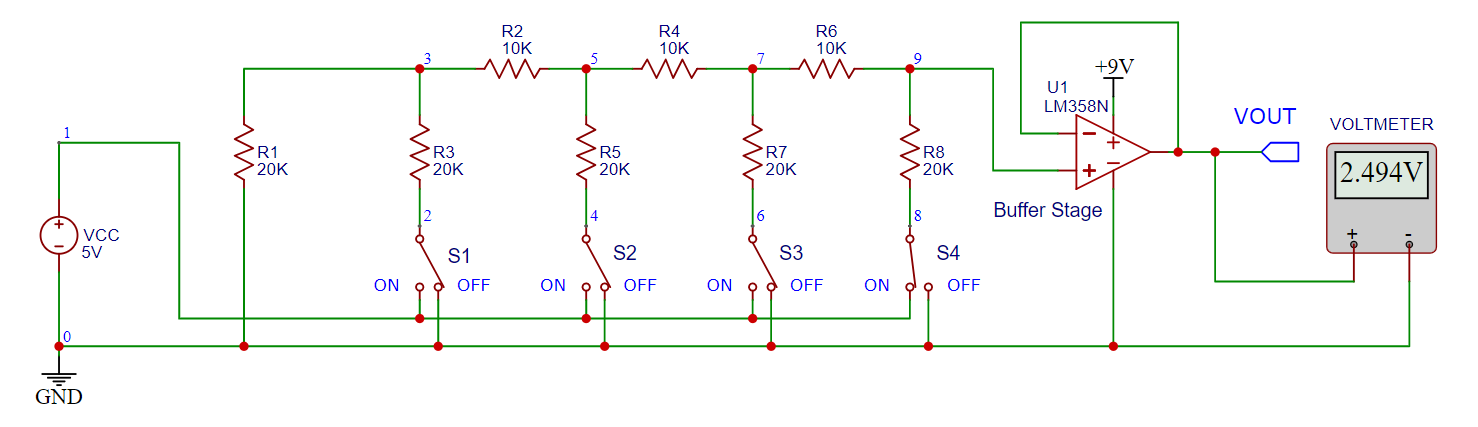 R2
10K
R4
10K
R6
10K
3
5
7
9
+9V
U1
LM358N
VOUT
VOLTMETER
2.494V
+ -
1
R1
20K
R3
20K
R5
20K
R7
20K
R8
20K
Buffer Stage
2
4
6
8
VCC
5V
S1
S2
S3
S4
ON OFF
ON OFF
ON OFF
ON OFF
0
GND